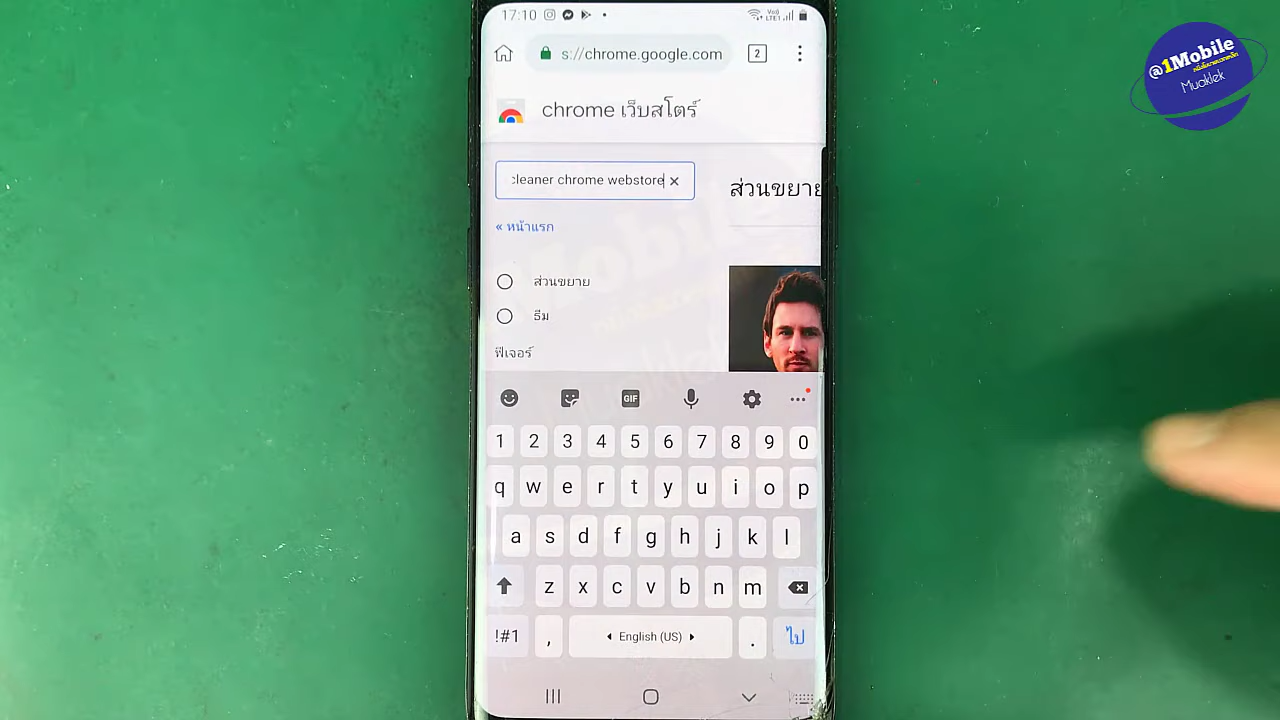 17:10
s://chrome.google.com
2
chrome เว็บสโตร์
cleaner chrome webstore
ส่วนขยาย
« หน้าแรก
ส่วนขยาย
ธีม
ฟีเจอร์
GIF
1 2 3 4 5 6 7 8 9 0
q w e r t y u i o p
a s d f g h j k l
z x c v b n m
!#1 , English (US) . ไป
@1Mobile
Muaklek